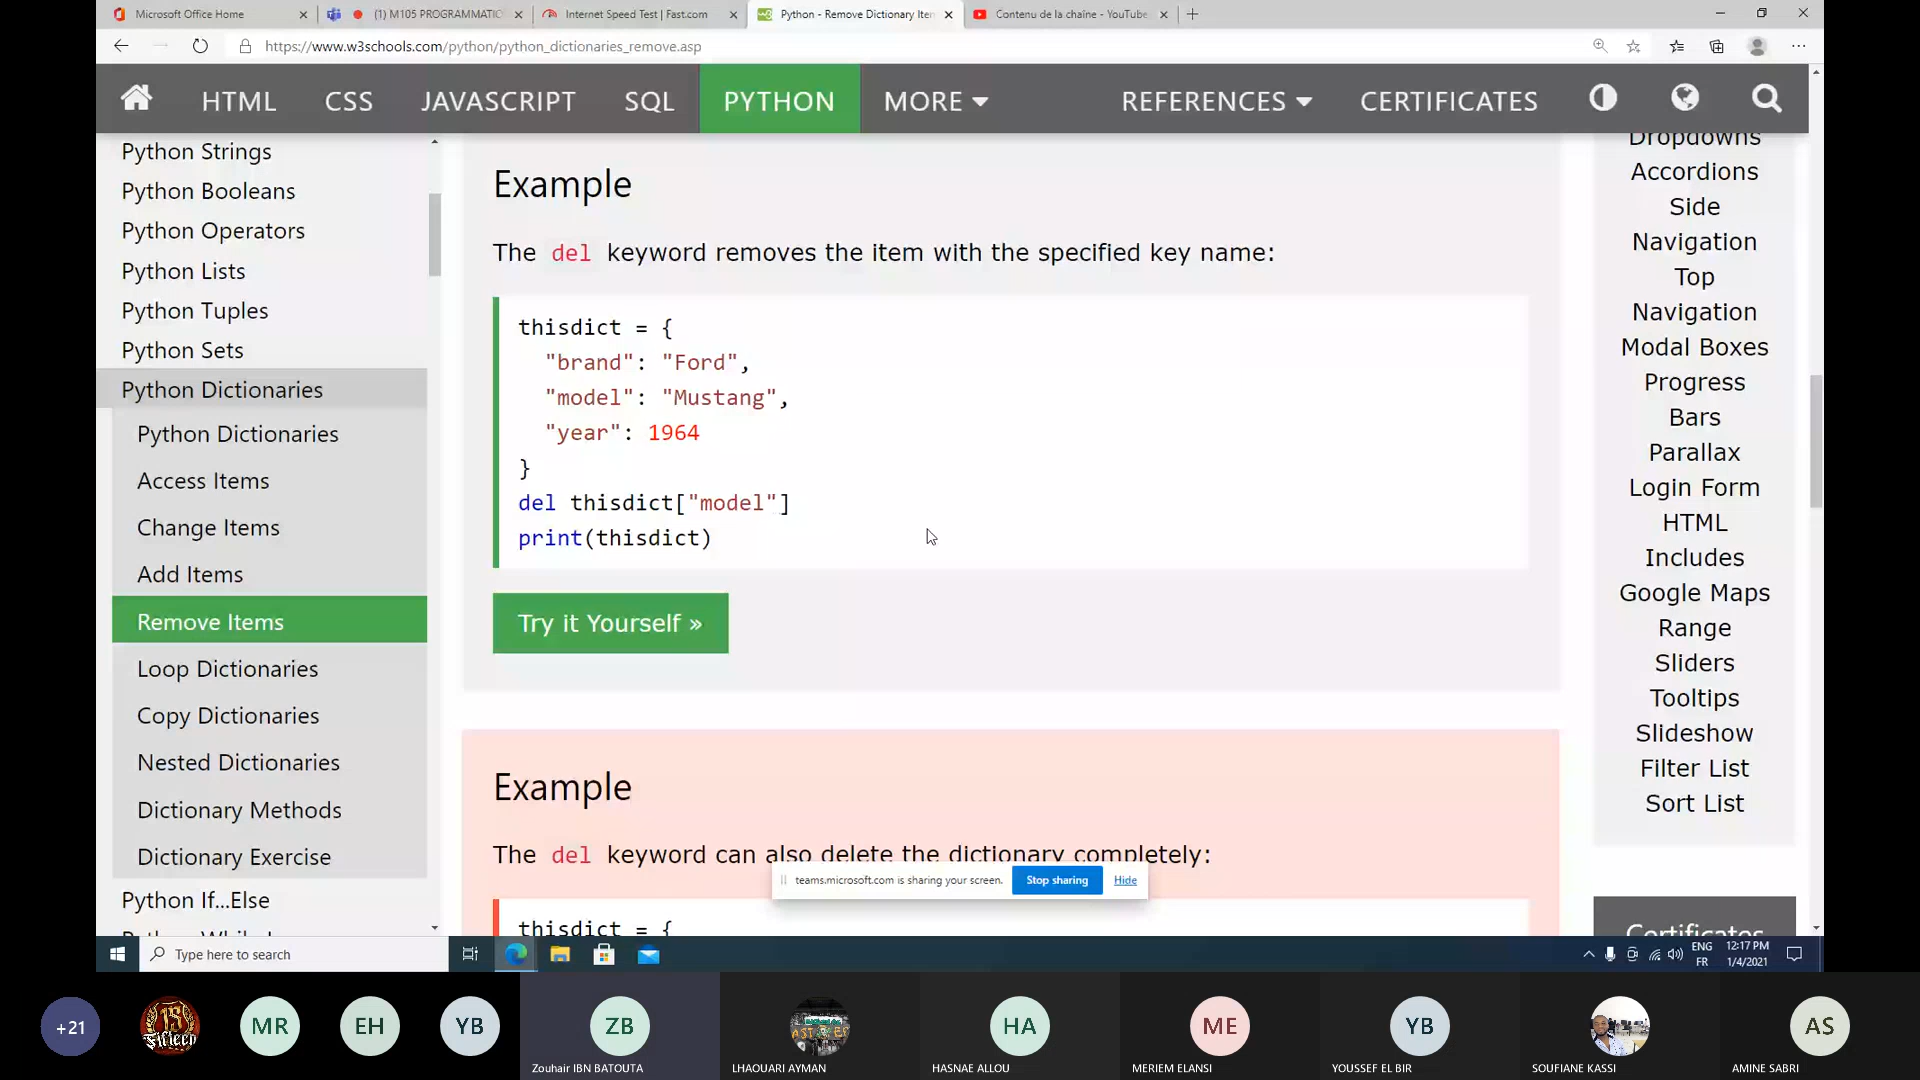 Microsoft Office Home
(1) M105 PROGRAMMATIC
Internet Speed Test | Fast.com
Python - Remove Dictionary Iten
Contenu de la chaîne - YouTube
https://www.w3schools.com/python/python_dictionaries_remove.asp
HTML
CSS
JAVASCRIPT
SQL
PYTHON
MORE
REFERENCES
CERTIFICATES
Python Strings
Python Booleans
Python Operators
Python Lists
Python Tuples
Python Sets
Python Dictionaries
Python Dictionaries
Access Items
Change Items
Add Items
Remove Items
Loop Dictionaries
Copy Dictionaries
Nested Dictionaries
Dictionary Methods
Dictionary Exercise
Python If...Else
Example
The del keyword removes the item with the specified key name:
thisdict = {
"brand": "Ford",
"model": "Mustang",
"year": 1964
}
del thisdict["model"]
print(thisdict)
Try it Yourself »
Example
The del keyword can also delete the dictionary completely:
thisdict = {
Dropdowns
Accordions
Side
Navigation
Top
Navigation
Modal Boxes
Progress
Bars
Parallax
Login Form
HTML
Includes
Google Maps
Range
Sliders
Tooltips
Slideshow
Filter List
Sort List
Certificates
teams.microsoft.com is sharing your screen.
Stop sharing
Hide
Type here to search
ENG
FR
12:17 PM
1/4/2021
+21
15
Fifteen
MR
EH
YB
ZB
HA
ME
YB
AS
Zouhair IBN BATOUTA
LHAOUARI AYMAN
HASNAE ALLOU
MERIEM ELANSI
YOUSSEF EL BIR
SOUFIANE KASSI
AMINE SABRI